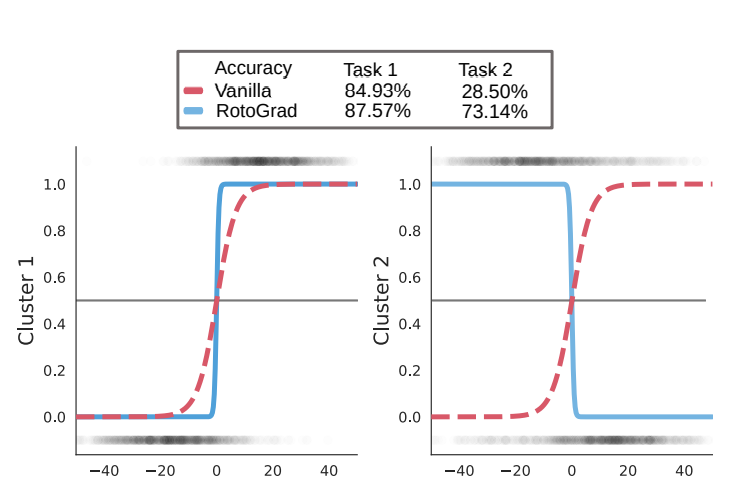 Accuracy Task 1 Task 2
Vanilla 84.93% 28.50%
RotoGrad 87.57% 73.14%
Cluster 1
1.0
0.8
0.6
0.4
0.2
0.0
−40 −20 0 20 40
Cluster 2
1.0
0.8
0.6
0.4
0.2
0.0
−40 −20 0 20 40